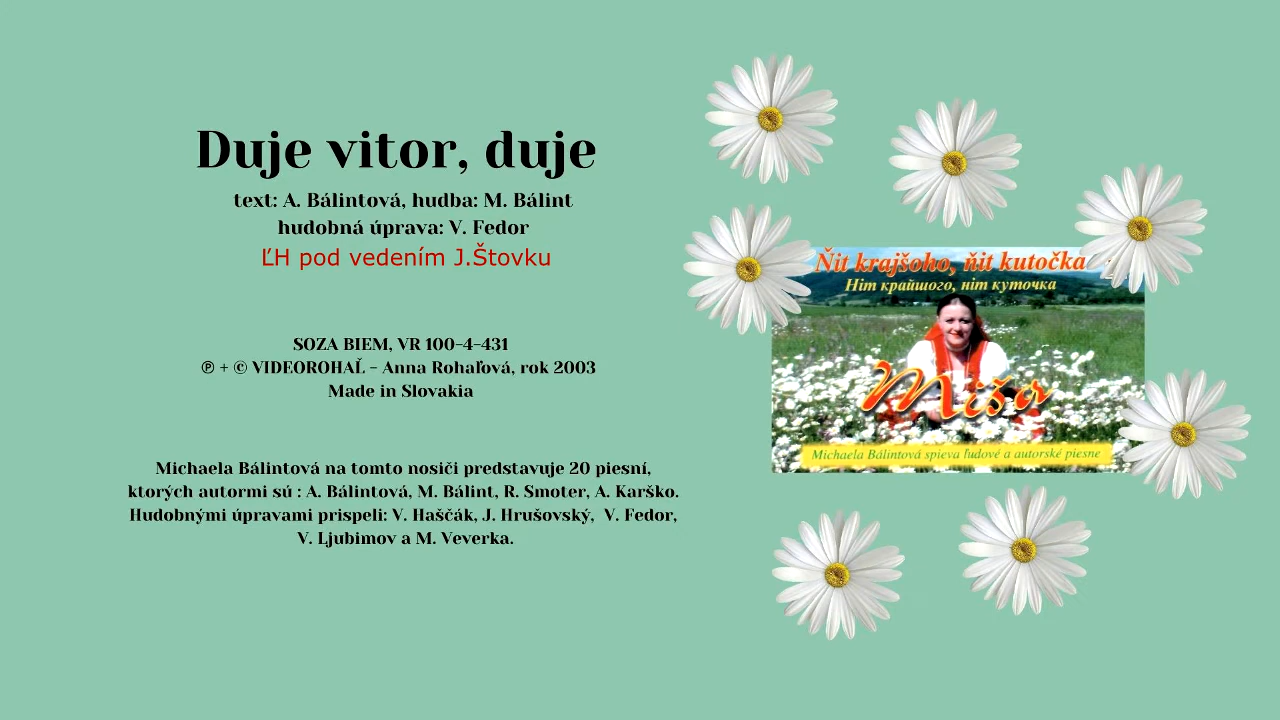 Duje vitor, duje
text: A. Bálintová, hudba: M. Bálint
hudobná úprava: V. Fedor
ĽH pod vedením J.Štovku
SOZA BIEM, VR 100-4-431
℗ + © VIDEOROHAĽ - Anna Rohaľová, rok 2003
Made in Slovakia
Michaela Bálintová na tomto nosiči predstavuje 20 piesní,
ktorých autormi sú : A. Bálintová, M. Bálint, R. Smoter, A. Karško.
Hudobnými úpravami prispeli: V. Haščák, J. Hrušovský, V. Fedor,
V. Ljubimov a M. Veverka.
Ňit krajšoho, ňit kutočka
Нїт крайшого, нїт куточка
Miša
Michaela Bálintová spieva ľudové a autorské piesne